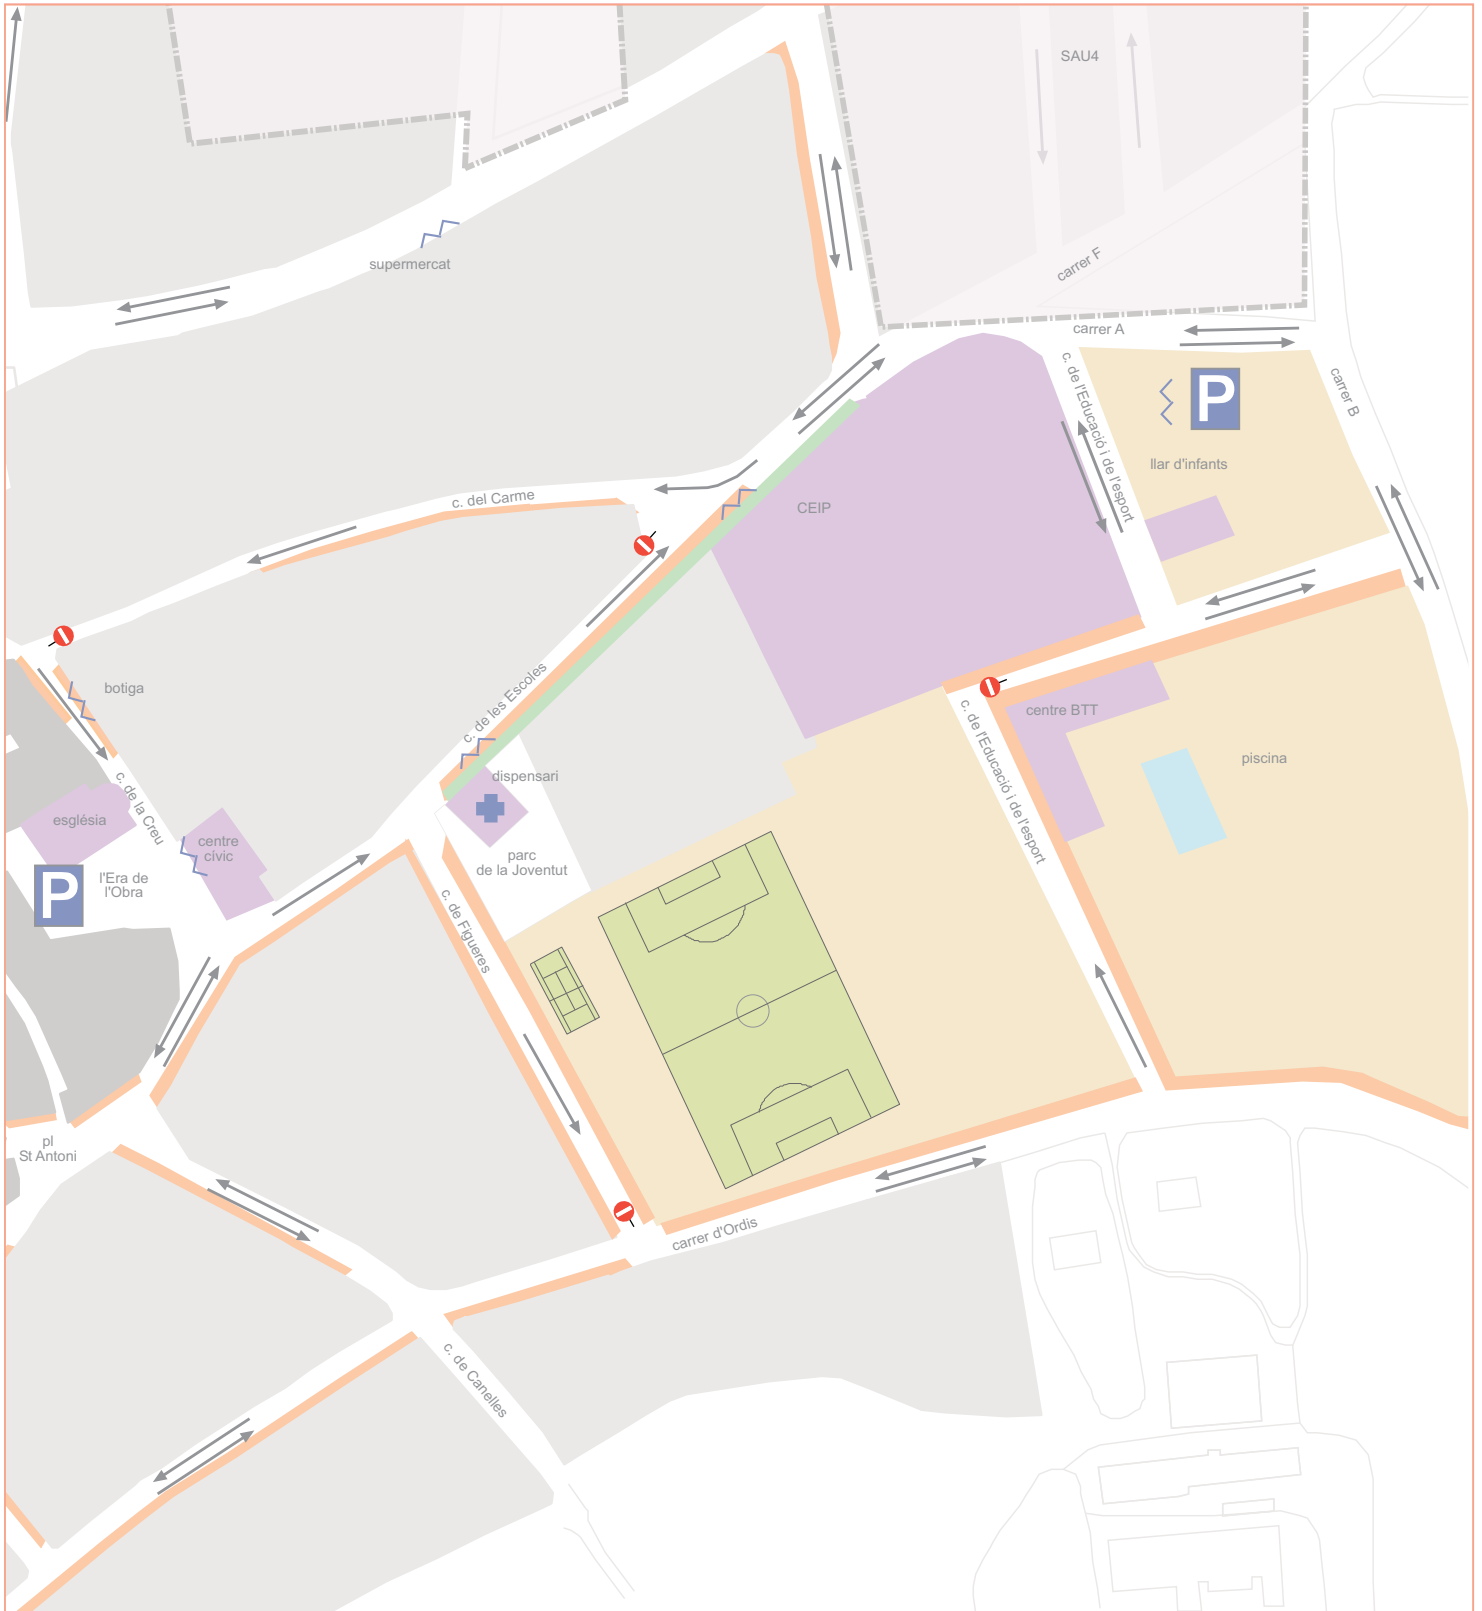 SAU4
carrer F
supermercat
carrer A
c. de l'Educació i de l'esport
P
carrer B
llar d'infants
c. del Carme
CEIP
c. de les Escoles
botiga
centre BTT
c. de l'Educació i de l'esport
piscina
dispensari
c. de la Creu
església
centre
cívic
parc
de la Joventut
P
l'Era de
l'Obra
c. de Figueres
pl
St Antoni
carrer d'Ordis
c. de Canelles